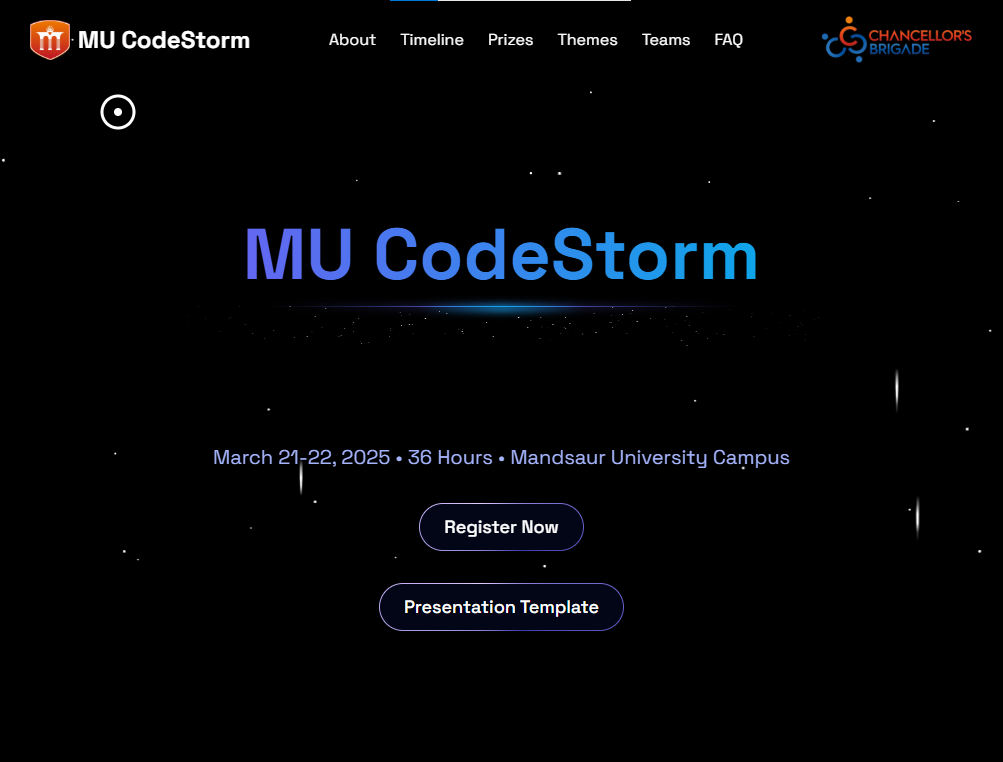 MU CodeStorm
About Timeline Prizes Themes Teams FAQ
CHANCELLOR'S
BRIGADE
MU CodeStorm
March 21-22, 2025 • 36 Hours • Mandsaur University Campus
Register Now
Presentation Template